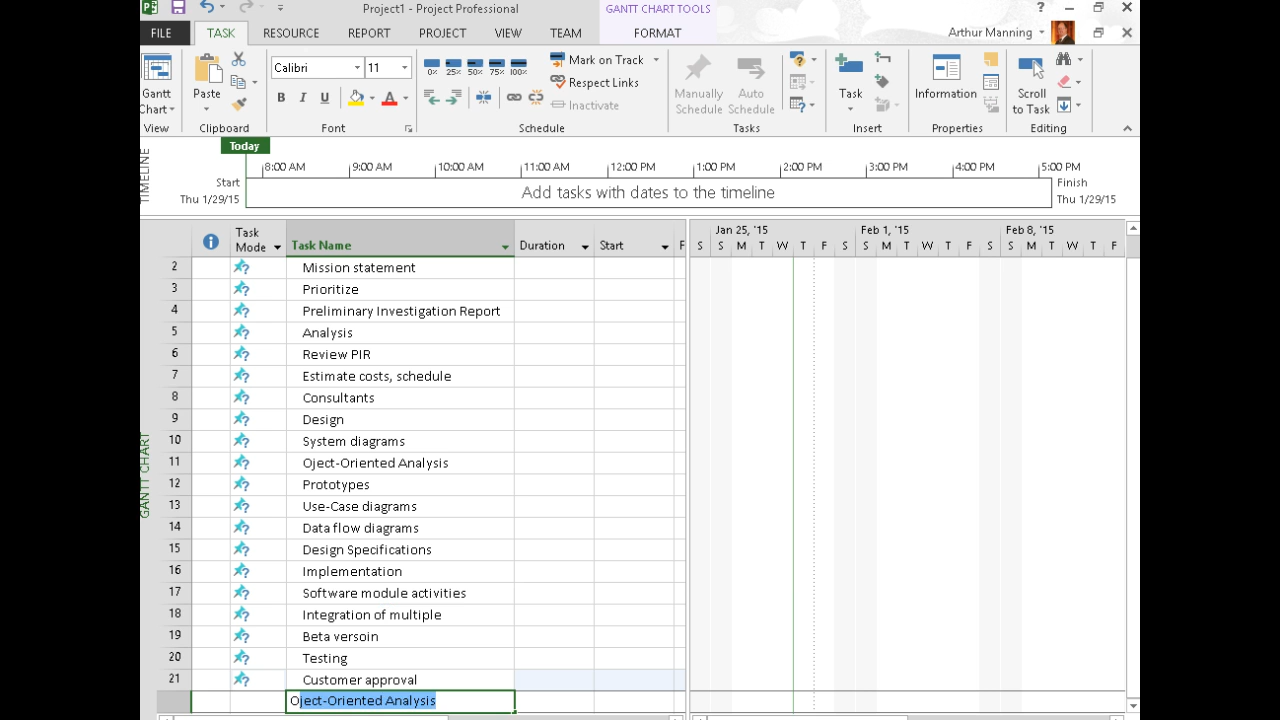 Project1 - Project Professional
GANTT CHART TOOLS
FILE TASK RESOURCE REPORT PROJECT VIEW TEAM FORMAT
Arthur Manning
Calibri 11
Gantt Chart
Paste
B I U
0% 25% 50% 75% 100%
Mark on Track
Respect Links
Inactivate
Manually Schedule
Auto Schedule
Task
Information
Scroll to Task
View Clipboard Font Schedule Tasks Insert Properties Editing
Today
8:00 AM 9:00 AM 10:00 AM 11:00 AM 12:00 PM 1:00 PM 2:00 PM 3:00 PM 4:00 PM 5:00 PM
TIMELINE
Start
Thu 1/29/15
Add tasks with dates to the timeline
Finish
Thu 1/29/15
Task Mode Task Name Duration Start F
Jan 25, '15 Feb 1, '15 Feb 8, '15
S S M T W T F S S M T W T F S S M T W T F
GANTT CHART
2 Mission statement
3 Prioritize
4 Preliminary Investigation Report
5 Analysis
6 Review PIR
7 Estimate costs, schedule
8 Consultants
9 Design
10 System diagrams
11 Oject-Oriented Analysis
12 Prototypes
13 Use-Case diagrams
14 Data flow diagrams
15 Design Specifications
16 Implementation
17 Software module activities
18 Integration of multiple
19 Beta versoin
20 Testing
21 Customer approval
Oject-Oriented Analysis